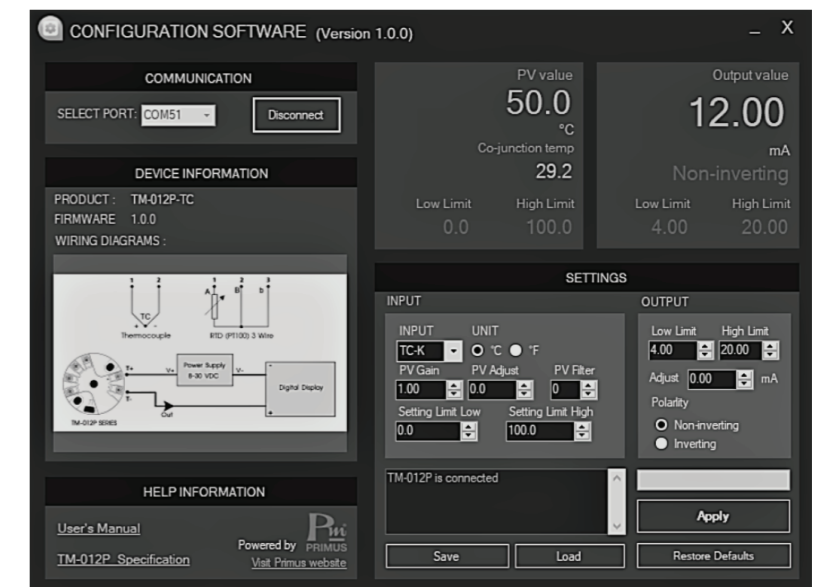 CONFIGURATION SOFTWARE (Version 1.0.0)
_ X
COMMUNICATION
SELECT PORT: COM51
Disconnect
DEVICE INFORMATION
PRODUCT : TM-012P-TC
FIRMWARE 1.0.0
WIRING DIAGRAMS :
1 2 1 2 3
A B b
TC
+ -
Thermocouple RTD (PT100) 3 Wire
T+ V+ Power Supply V- -
8-30 VDC
Digital Display
T-
Out +
TM-012P SERIES
HELP INFORMATION
User's Manual
TM-012P Specification
Powered by
Pm
PRIMUS
Visit Primus website
PV value
50.0
°C
Co-junction temp
29.2
Low Limit High Limit
0.0 100.0
Output value
12.00
mA
Non-inverting
Low Limit High Limit
4.00 20.00
SETTINGS
INPUT
INPUT UNIT
TC-K °C °F
PV Gain PV Adjust PV Filter
1.00 0.0 0
Setting Limit Low Setting Limit High
0.0 100.0
OUTPUT
Low Limit High Limit
4.00 20.00
Adjust 0.00 mA
Polarity
Non-inverting
Inverting
TM-012P is connected
Save Load
Apply
Restore Defaults